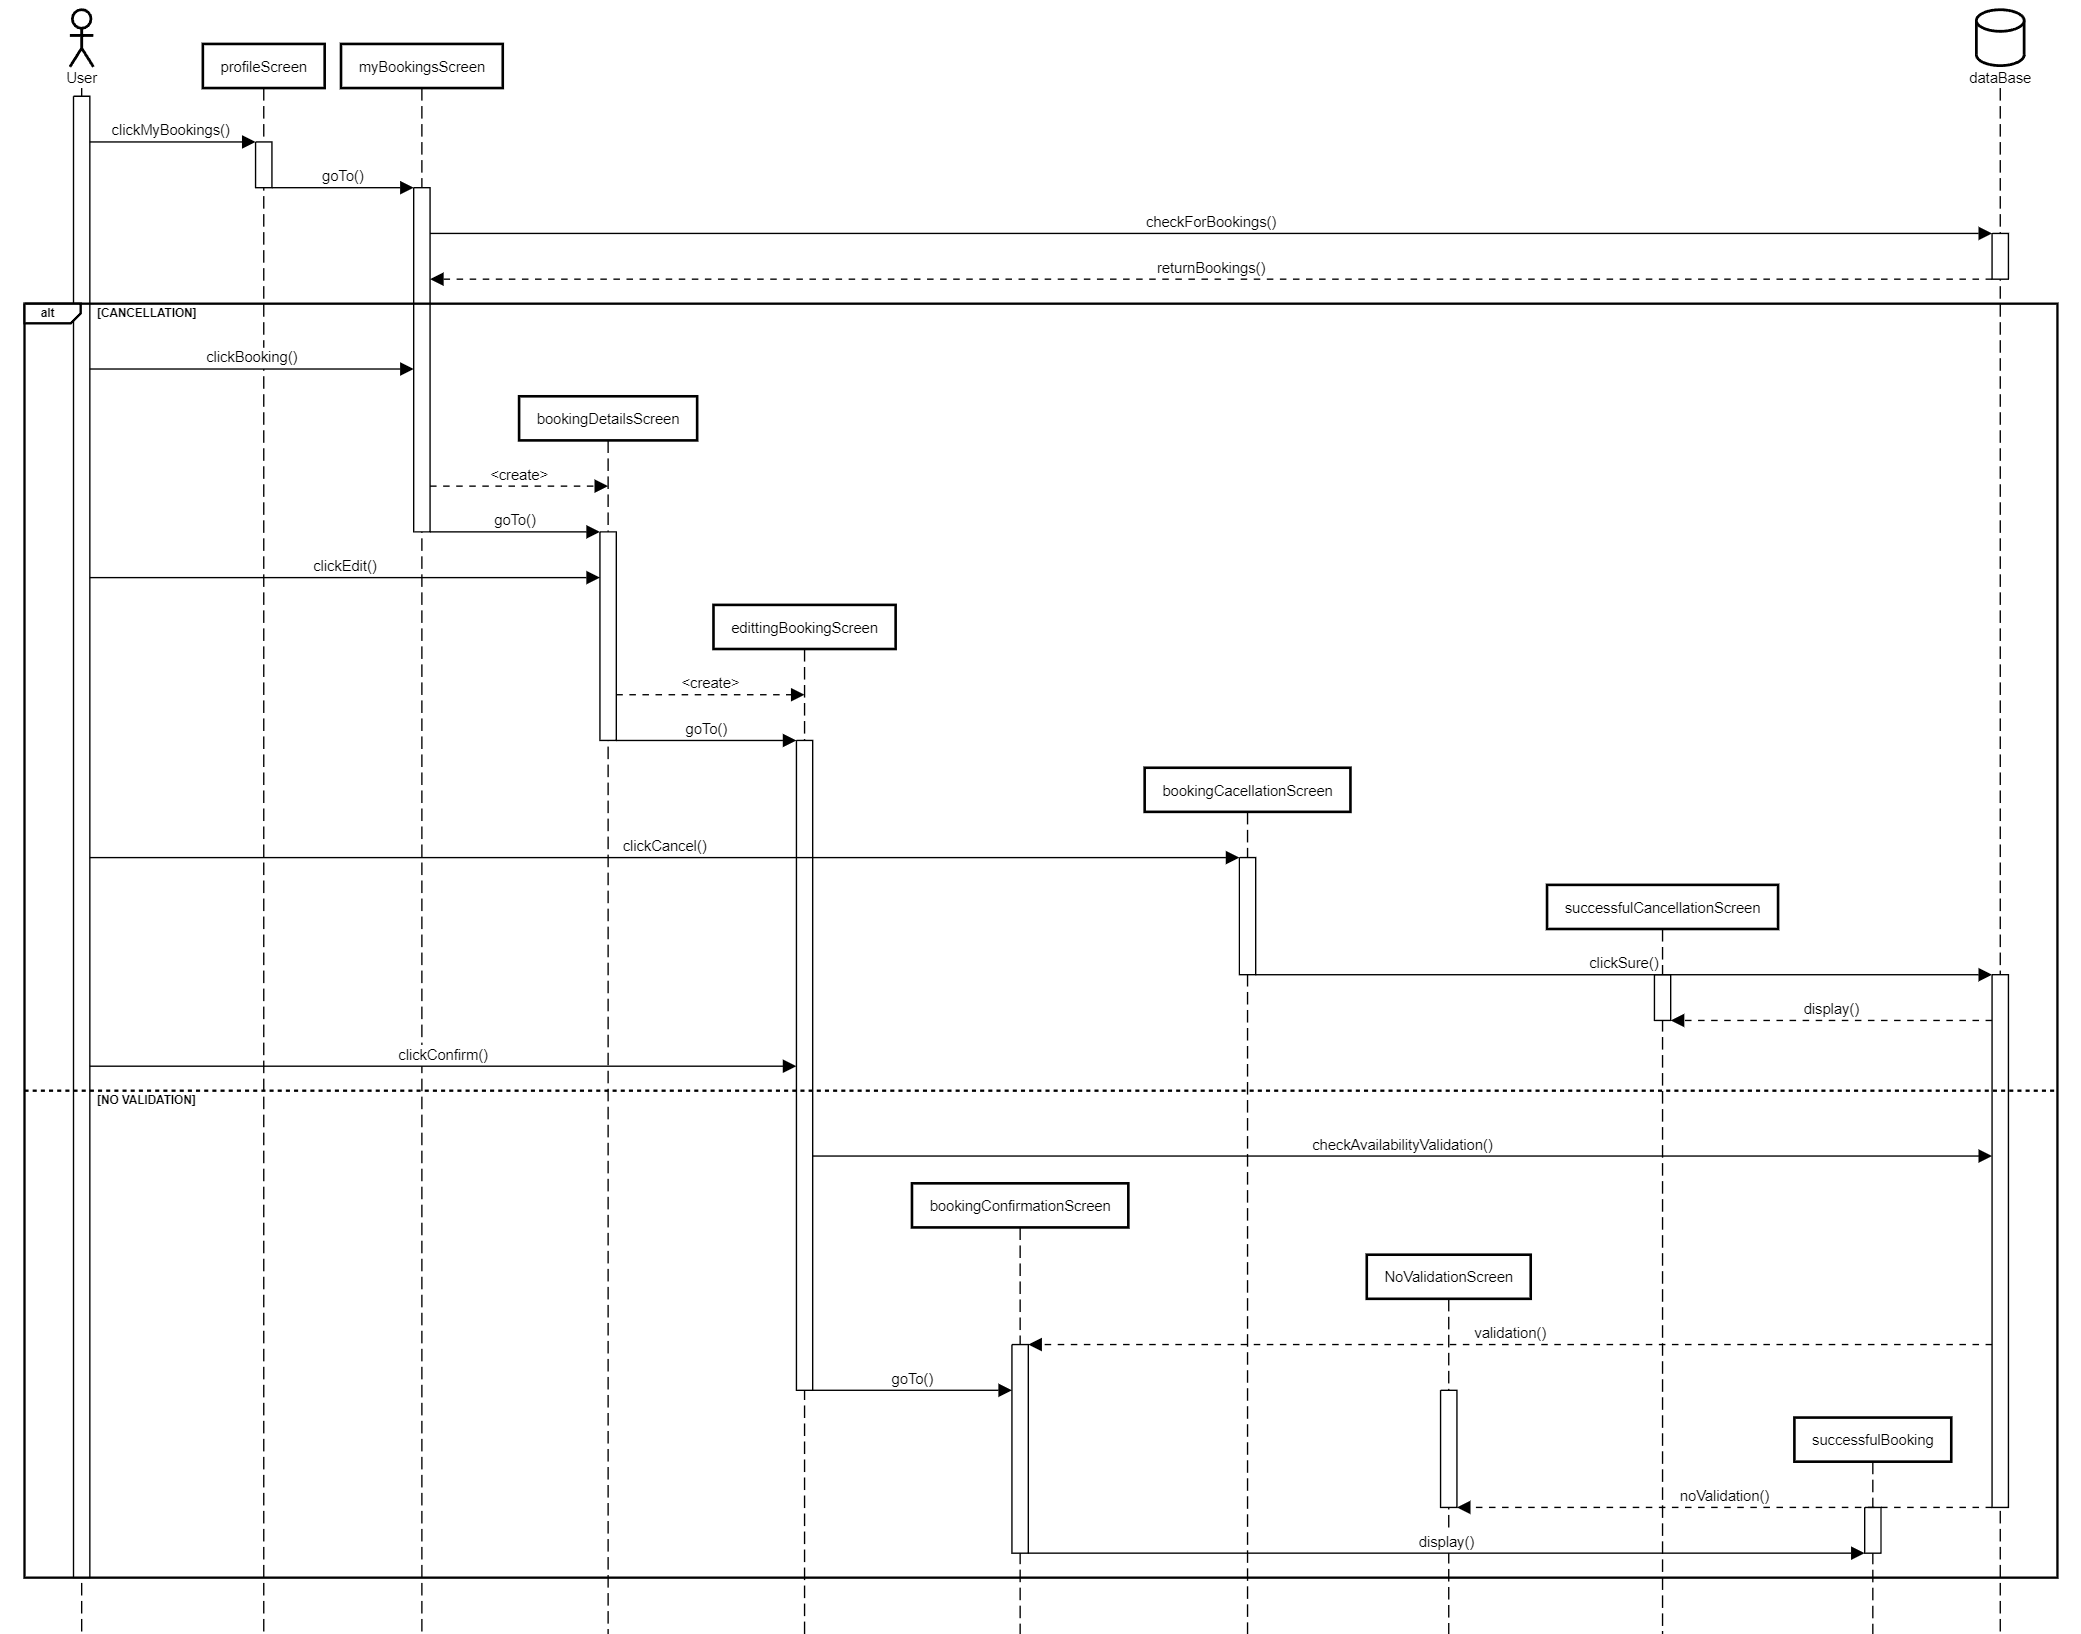 User
profileScreen
myBookingsScreen
dataBase
clickMyBookings()
goTo()
checkForBookings()
returnBookings()
alt
[CANCELLATION]
clickBooking()
bookingDetailsScreen
<create>
goTo()
clickEdit()
edittingBookingScreen
<create>
goTo()
bookingCacellationScreen
clickCancel()
successfulCancellationScreen
clickSure()
display()
clickConfirm()
[NO VALIDATION]
checkAvailabilityValidation()
bookingConfirmationScreen
NoValidationScreen
validation()
goTo()
successfulBooking
noValidation()
display()